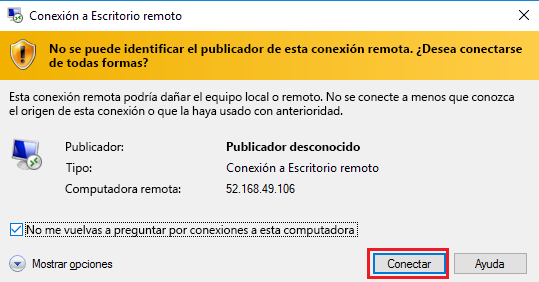 Conexión a Escritorio remoto
No se puede identificar el publicador de esta conexión remota. ¿Desea conectarse
de todas formas?
Esta conexión remota podría dañar el equipo local o remoto. No se conecte a menos que conozca
el origen de esta conexión o que la haya usado con anterioridad.
Publicador: Publicador desconocido
Tipo: Conexión a Escritorio remoto
Computadora remota: 52.168.49.106
No me vuelvas a preguntar por conexiones a esta computadora
Mostrar opciones Conectar Ayuda